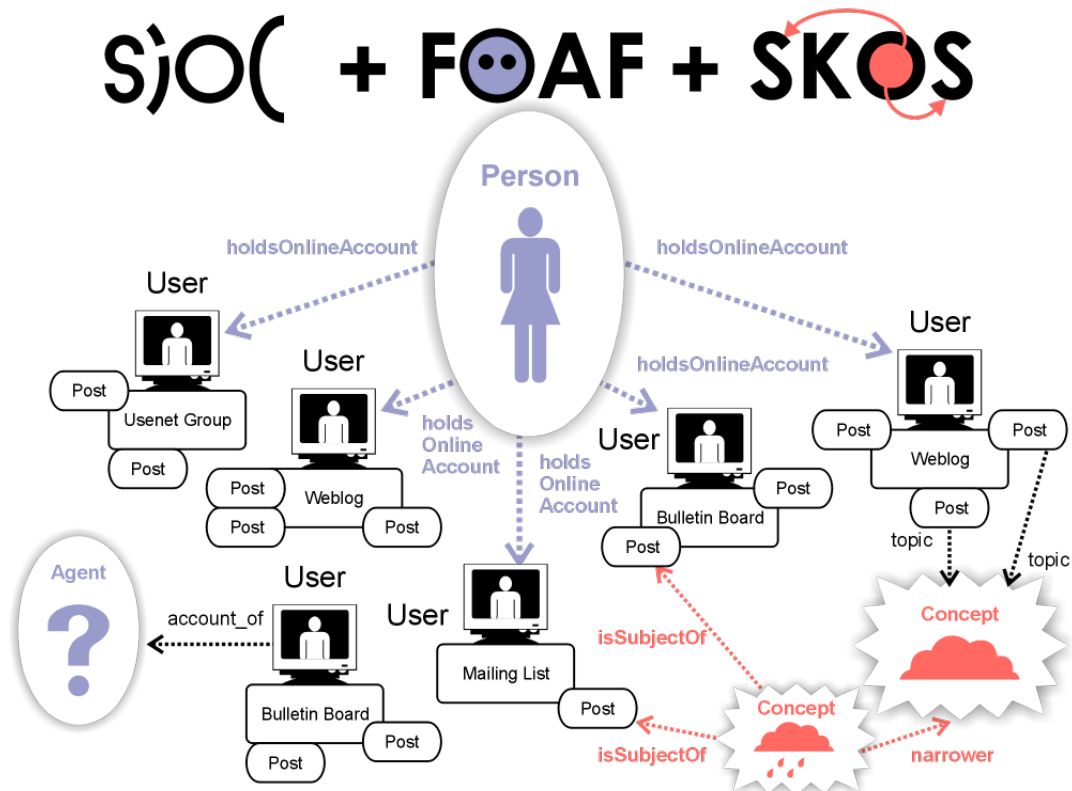 SIOC + FOAF + SKOS
Person
holdsOnlineAccount
holdsOnlineAccount
User
User
User
holdsOnlineAccount
Post
Usenet Group
Post
holds
Online
Account
User
Post
Weblog
Post
Post
Post
Weblog
Post
Post
holds
Online
Account
Post
Bulletin Board
Post
topic
topic
Agent
?
account_of
User
User
Concept
isSubjectOf
Mailing List
Post
Bulletin Board
Post
Post
Concept
isSubjectOf
narrower